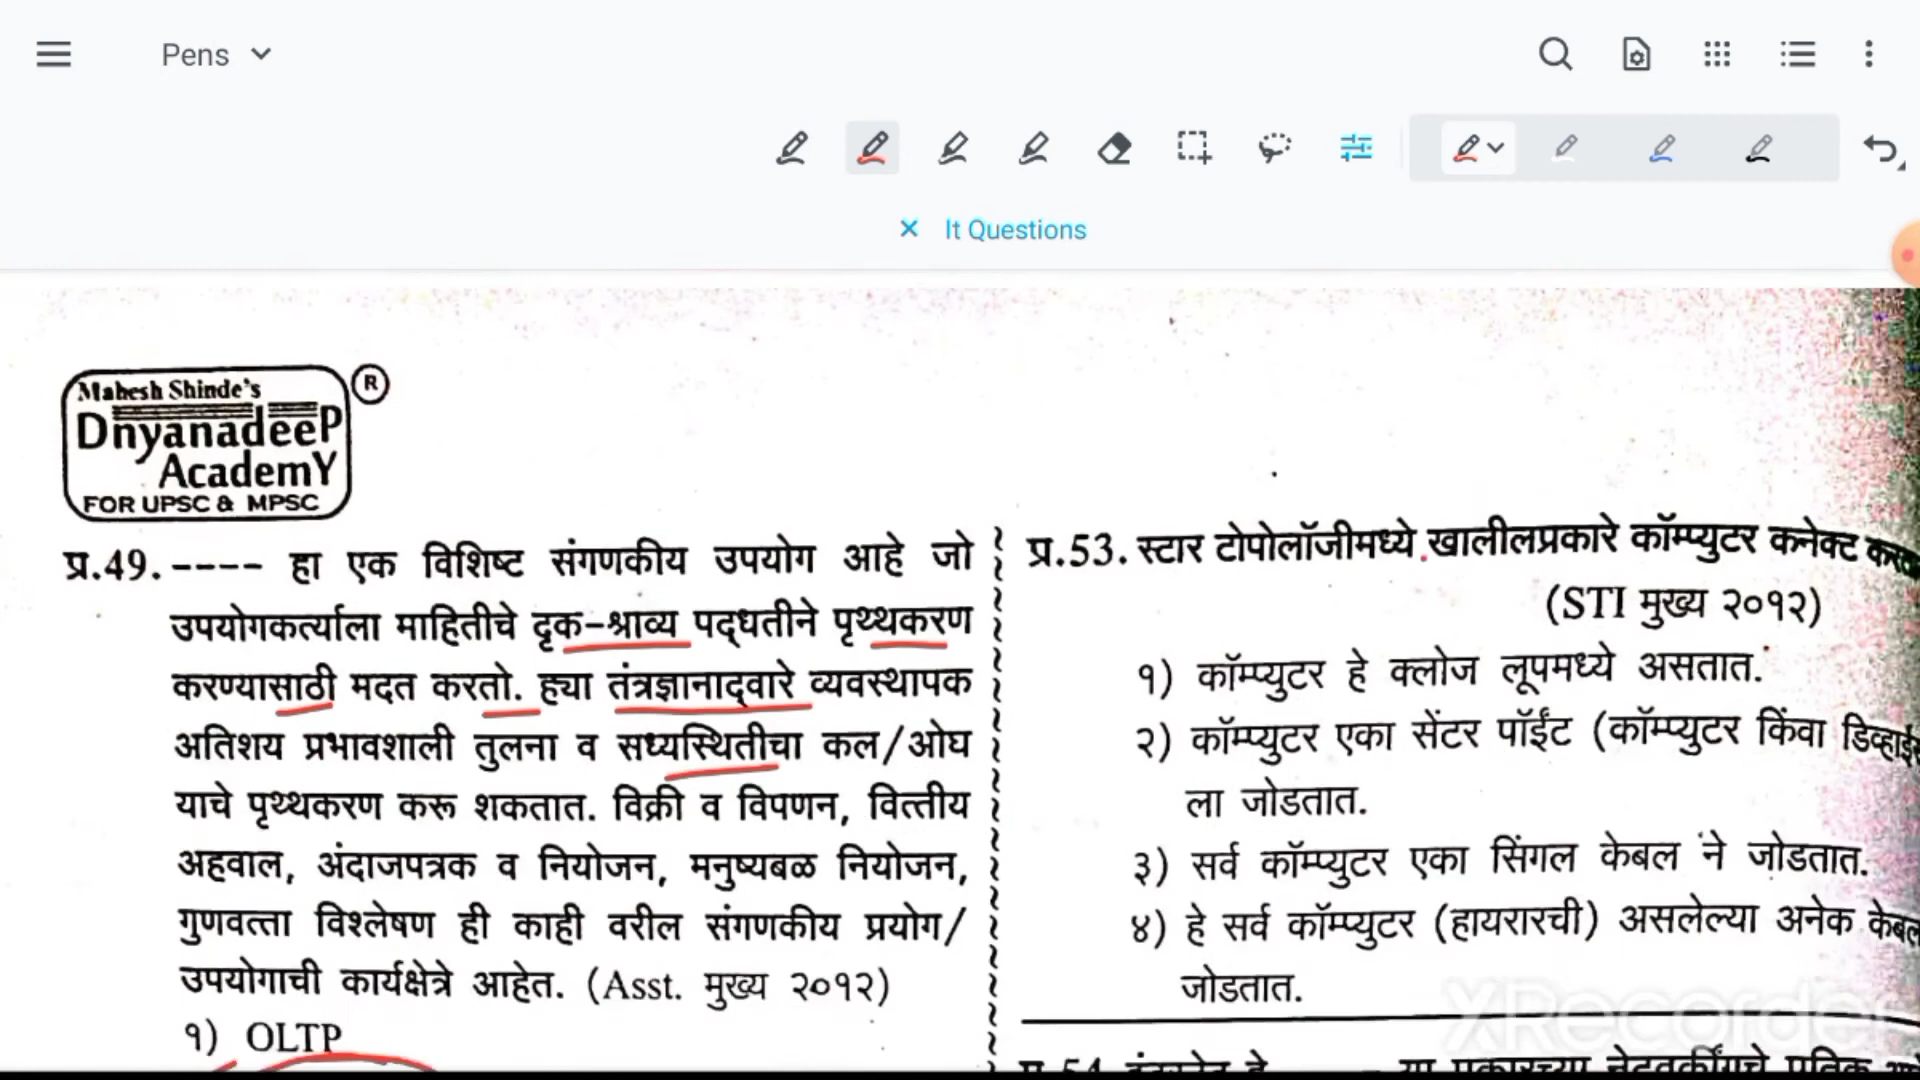 Pens
It Questions
Mahesh Shinde's
DnyanadeeP
AcademY
FOR UPSC & MPSC
R
प्र.49. ---- हा एक विशिष्ट संगणकीय उपयोग आहे जो
उपयोगकर्त्याला माहितीचे दृक-श्राव्य पद्धतीने पृथ्थकरण
करण्यासाठी मदत करतो. ह्या तंत्रज्ञानाद्वारे व्यवस्थापक
अतिशय प्रभावशाली तुलना व सध्यस्थितीचा कल/ओघ
याचे पृथ्थकरण करू शकतात. विक्री व विपणन, वित्तीय
अहवाल, अंदाजपत्रक व नियोजन, मनुष्यबळ नियोजन,
गुणवत्ता विश्लेषण ही काही वरील संगणकीय प्रयोग/
उपयोगाची कार्यक्षेत्रे आहेत. (Asst. मुख्य २०१२)
१) OLTP
प्र.53. स्टार टोपोलॉजीमध्ये खालीलप्रकारे कॉम्प्युटर कनेक्ट
(STI मुख्य २०१२)
१) कॉम्प्युटर हे क्लोज लूपमध्ये असतात.
२) कॉम्प्युटर एका सेंटर पॉईंट (कॉम्प्युटर किंवा
ला जोडतात.
३) सर्व कॉम्प्युटर एका सिंगल केबल ने जोडतात.
४) हे सर्व कॉम्प्युटर (हायरारची) असलेल्या अनेक केबल
जोडतात.
XRecorder